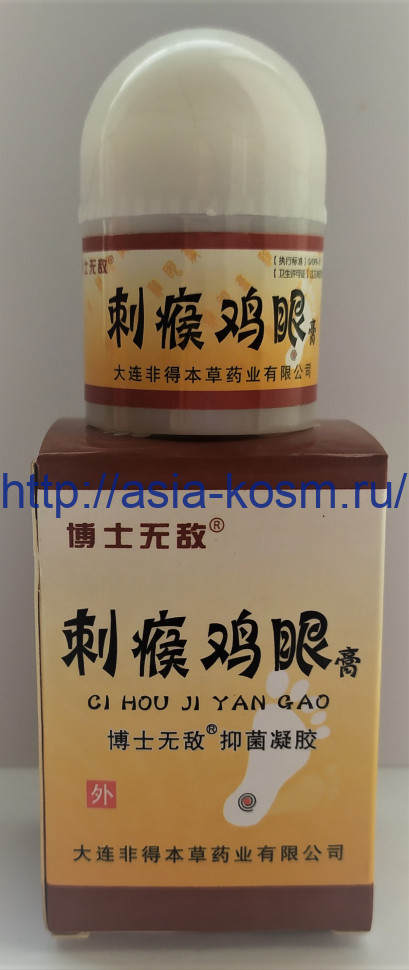 士无敌®
【执行标准】
【卫生许可证】
刺瘊鸡眼膏
大连非得本草药业有限公司
http://asia-kosm.ru/
博士无敌®
刺瘊鸡眼膏
CI HOU JI YAN GAO
博士无敌®抑菌凝胶
外
大连非得本草药业有限公司